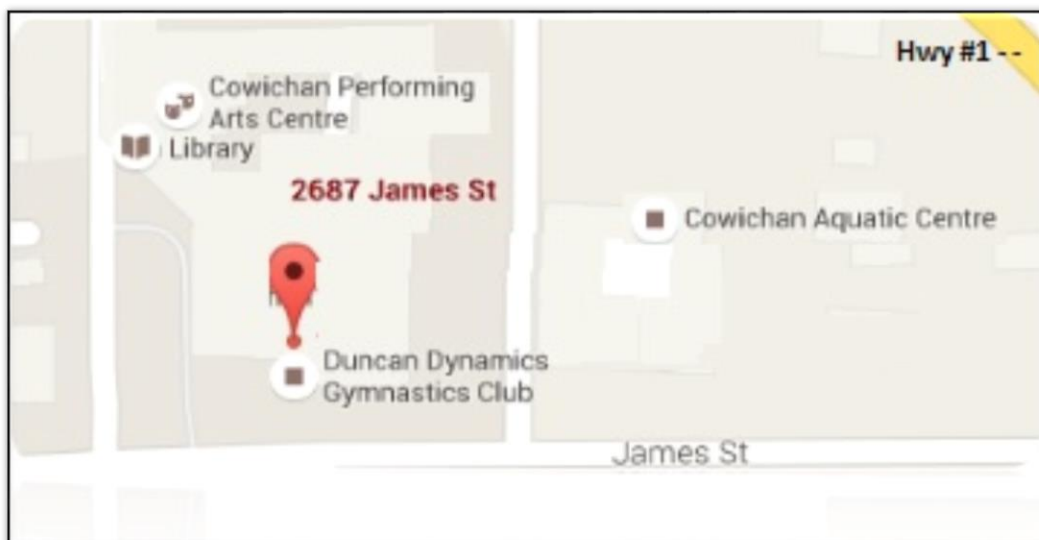 Hwy #1 - -
Cowichan Performing
Arts Centre
Library
2687 James St
Cowichan Aquatic Centre
Duncan Dynamics
Gymnastics Club
James St